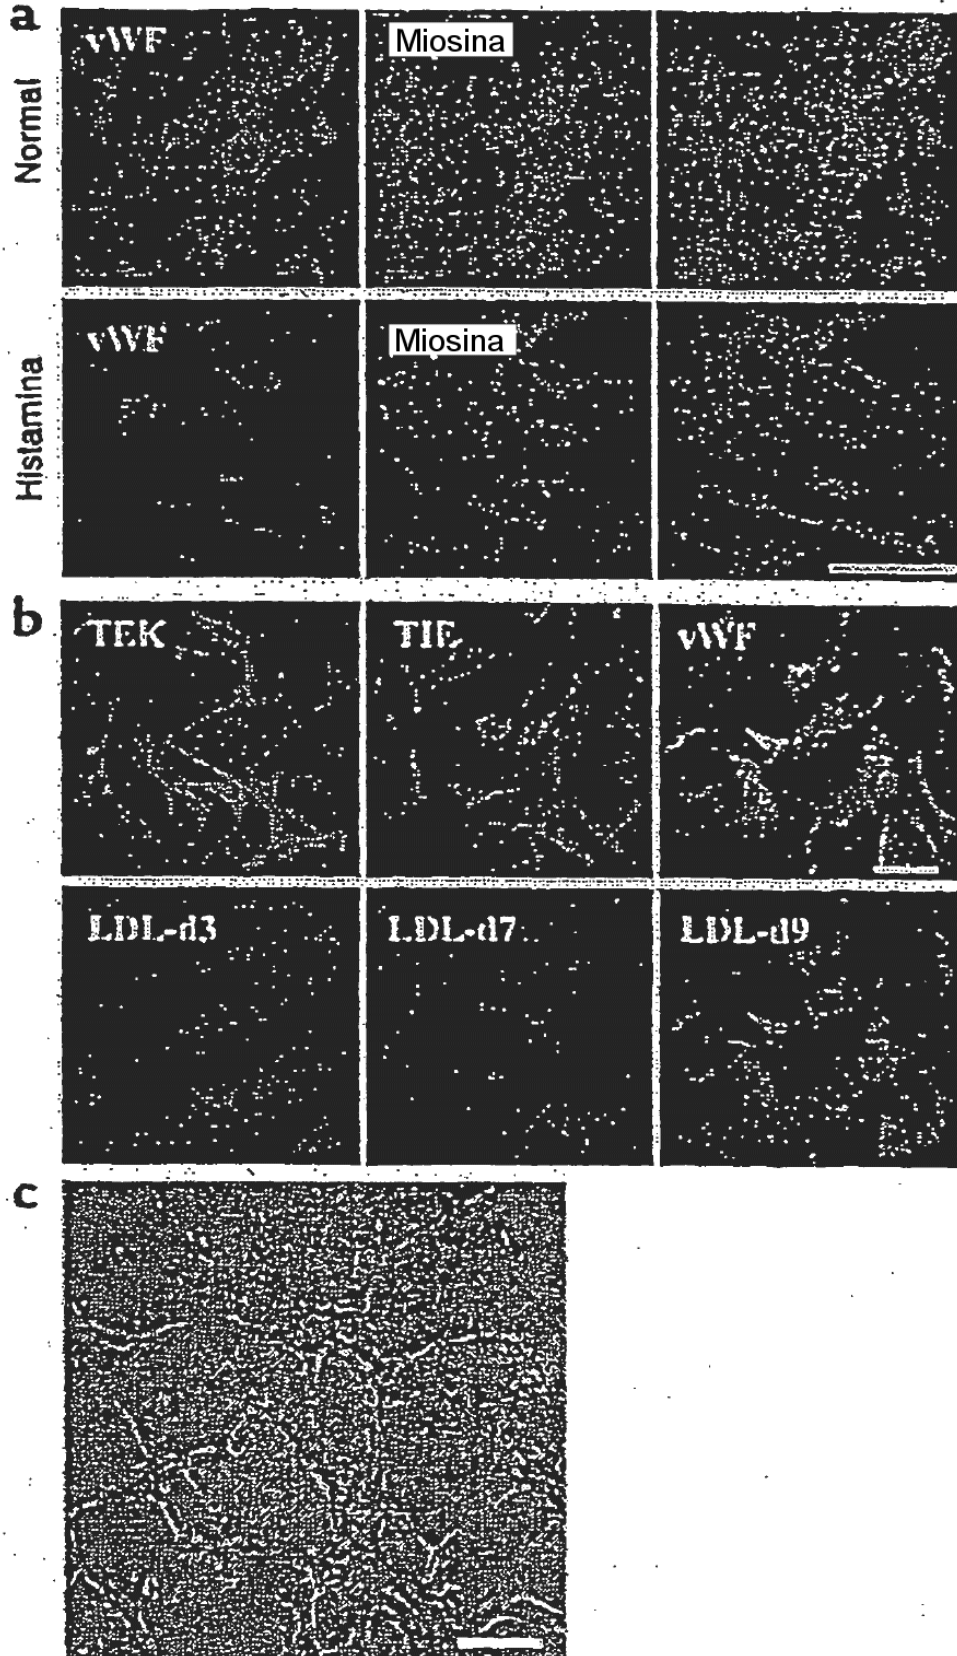 a
Normal
vWF
Miosina
Histamina
vWF
Miosina
b
TEK
TIE
vWF
LDL-d3
LDL-d7
LDL-d9
c